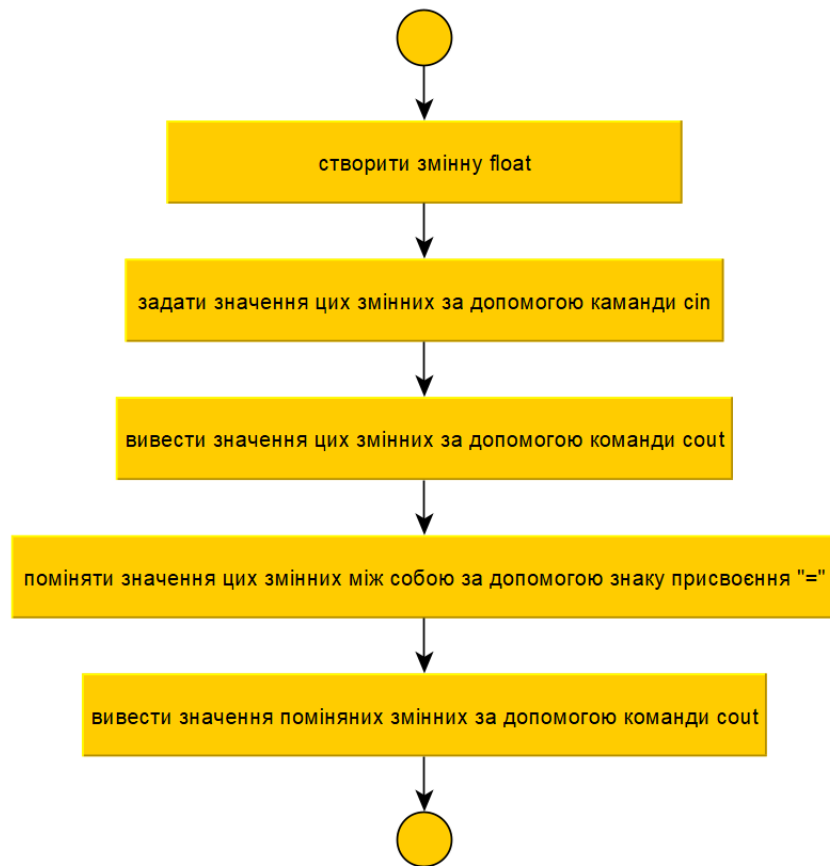 створити змінну float
задати значення цих змінних за допомогою каманди cin
вивести значення цих змінних за допомогою команди cout
поміняти значення цих змінних між собою за допомогою знаку присвоєння "="
вивести значення поміняних змінних за допомогою команди cout